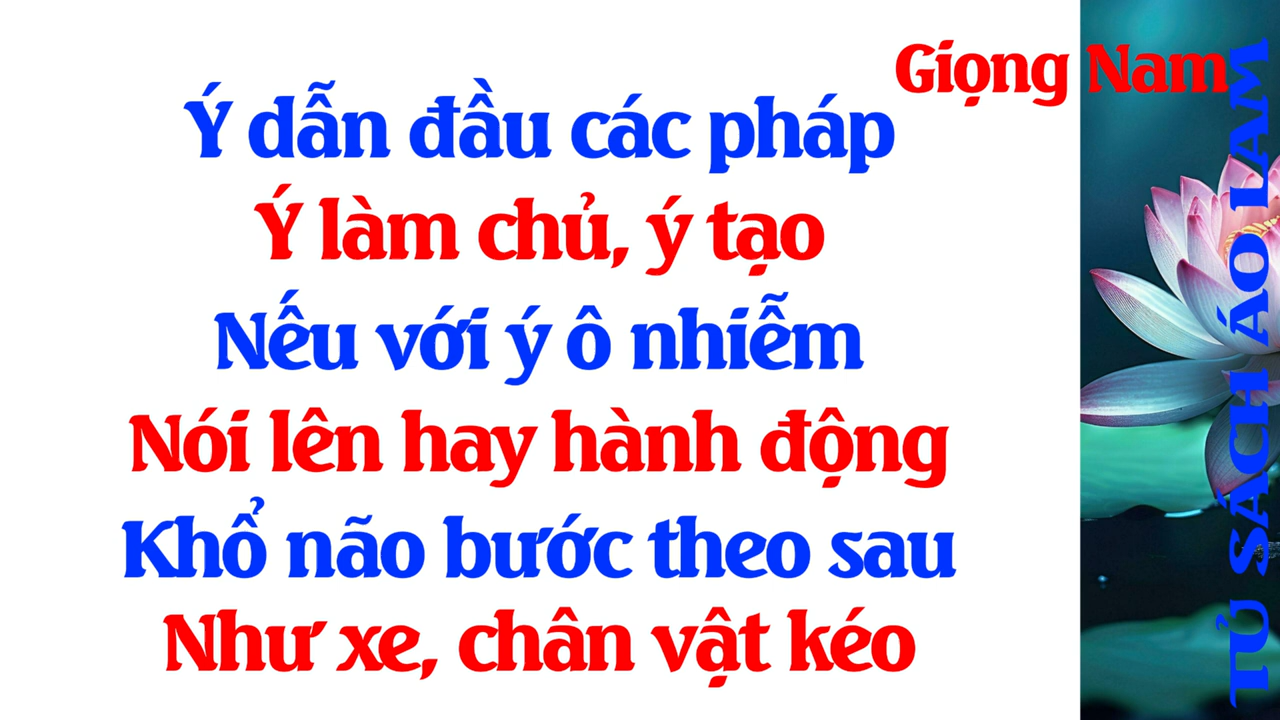 Giọng Nam
Ý dẫn đầu các pháp
Ý làm chủ, ý tạo
Nếu với ý ô nhiễm
Nói lên hay hành động
Khổ não bước theo sau
Như xe, chân vật kéo
TỦ SÁCH ÁO LAM